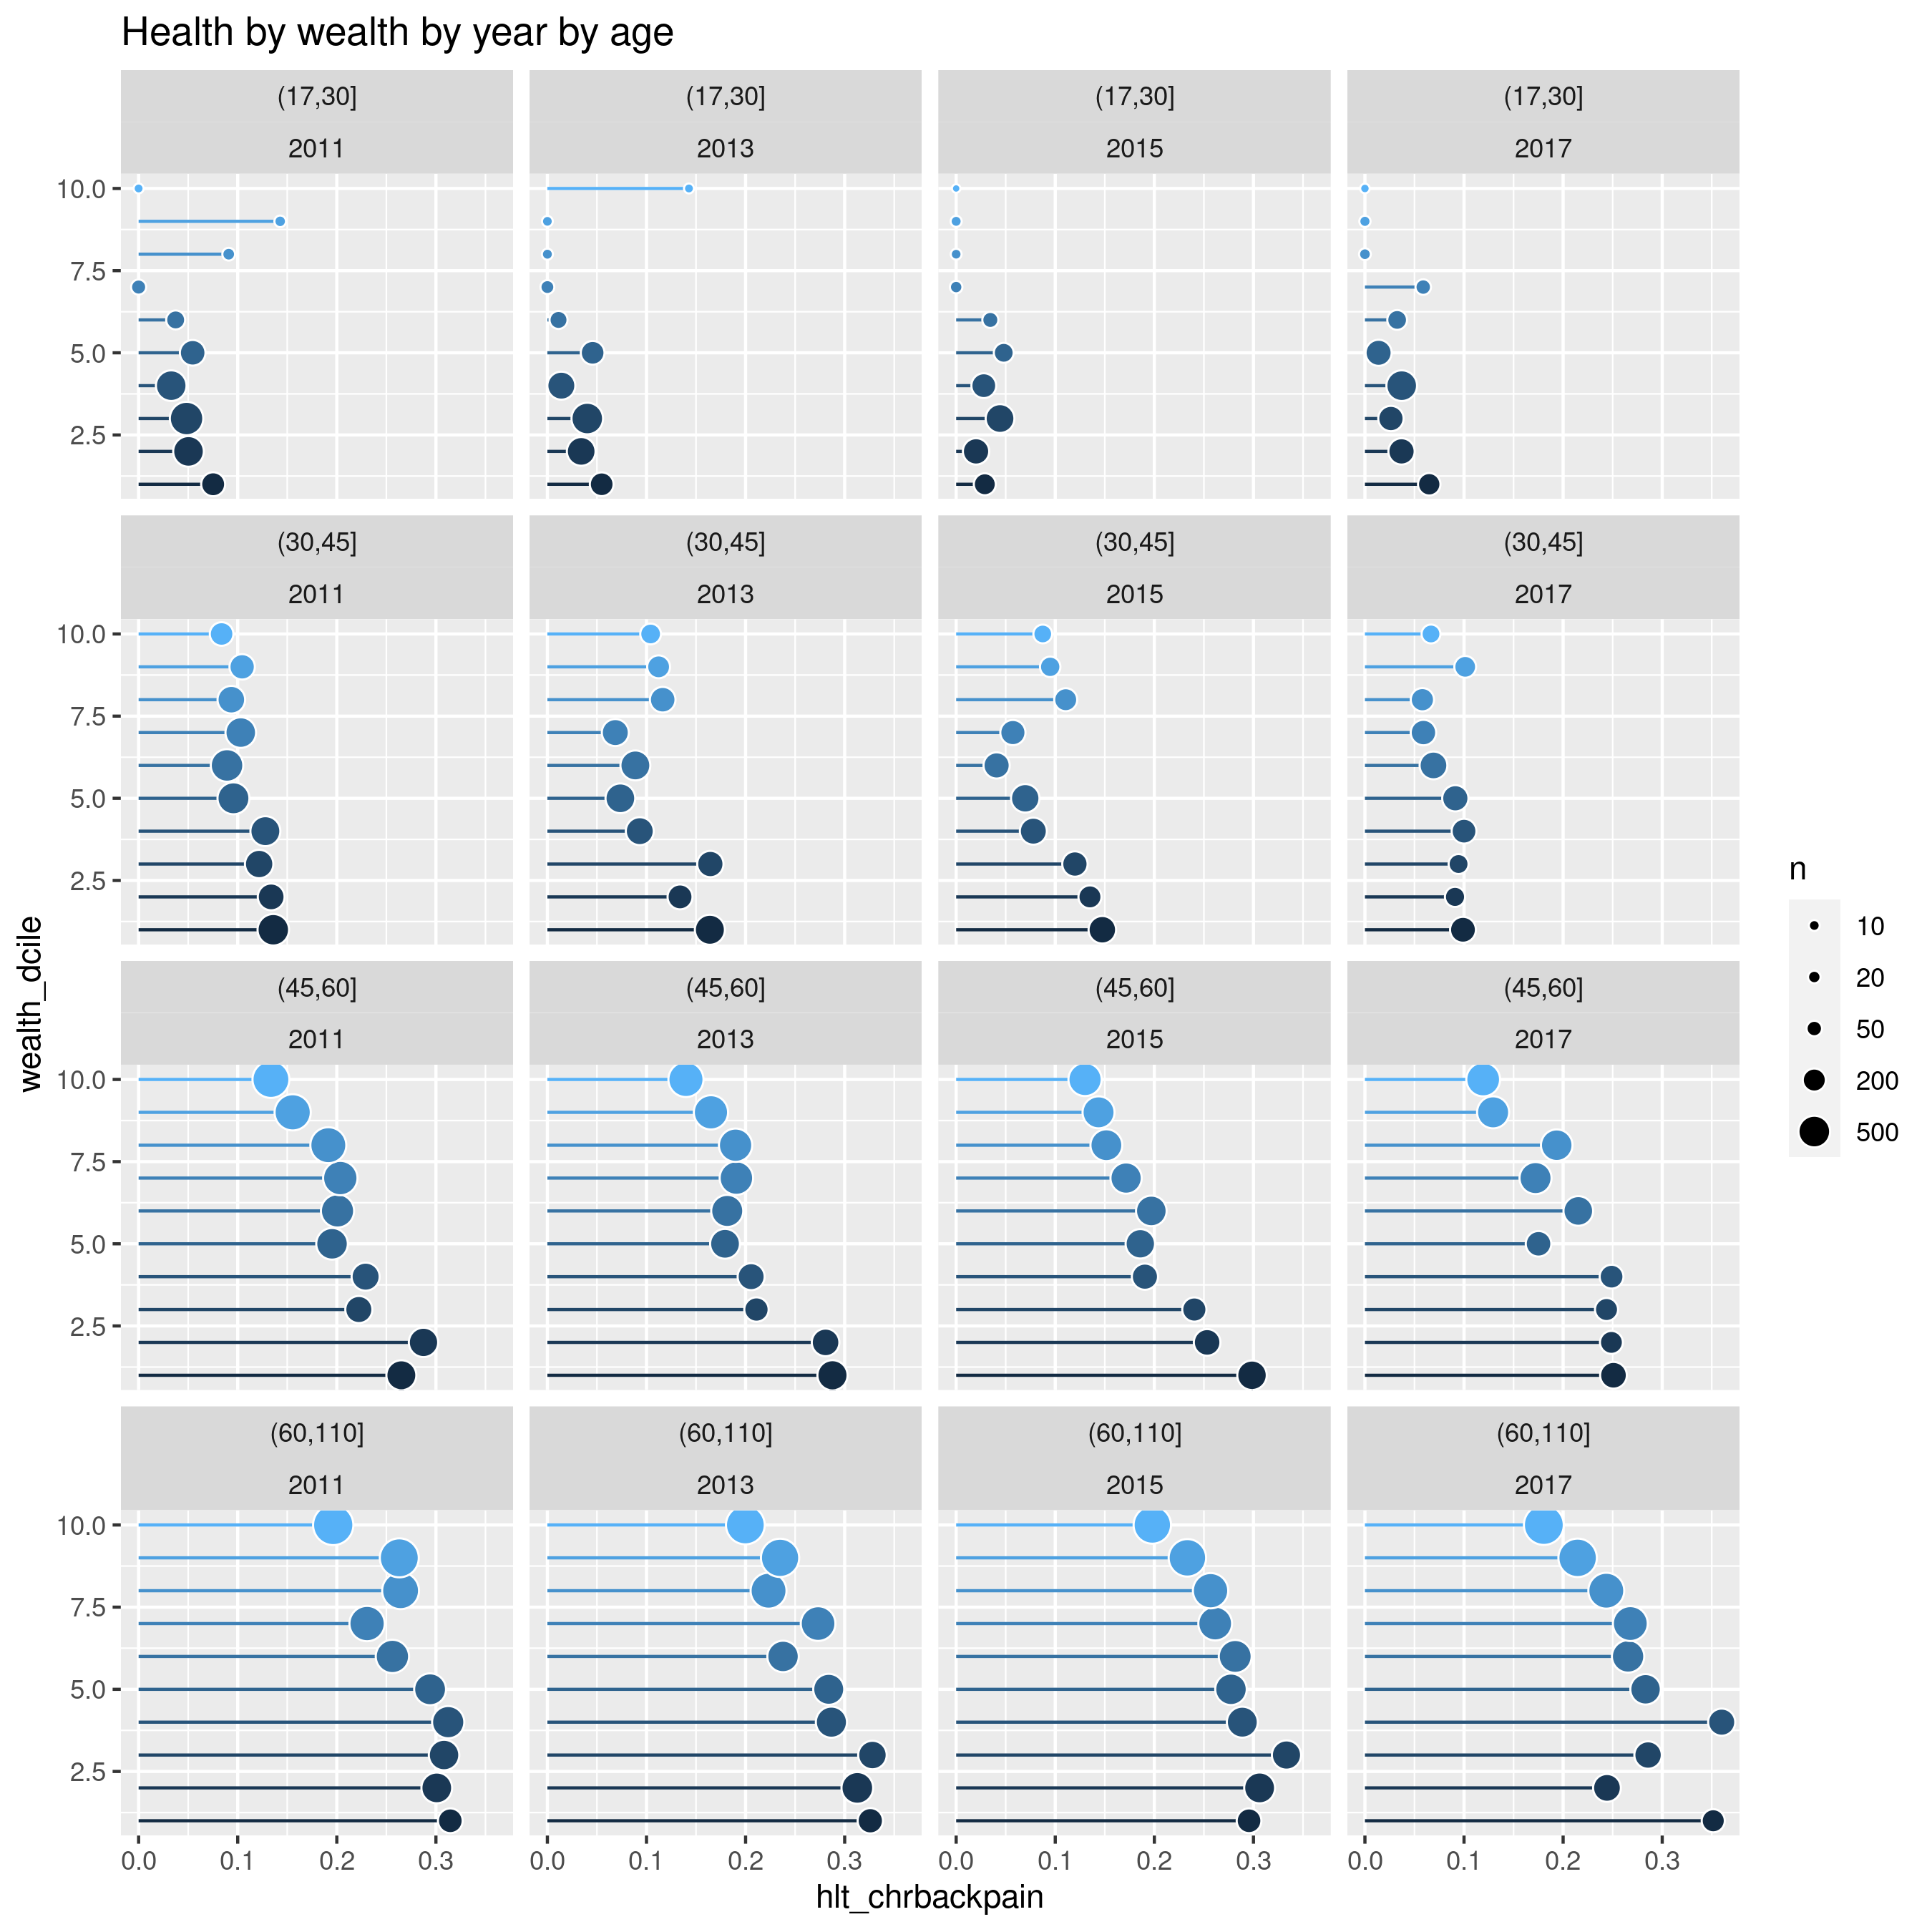 Health by wealth by year by age
(17,30] (17,30] (17,30] (17,30]
2011 2013 2015 2017
10.0
7.5
5.0
2.5
(30,45] (30,45] (30,45] (30,45]
2011 2013 2015 2017
10.0
7.5
5.0
2.5
(45,60] (45,60] (45,60] (45,60]
2011 2013 2015 2017
10.0
7.5
5.0
2.5
(60,110] (60,110] (60,110] (60,110]
2011 2013 2015 2017
10.0
7.5
5.0
2.5
0.0 0.1 0.2 0.3 0.0 0.1 0.2 0.3 0.0 0.1 0.2 0.3 0.0 0.1 0.2 0.3
hlt_chrbackpain
wealth_dcile
n
10
20
50
200
500